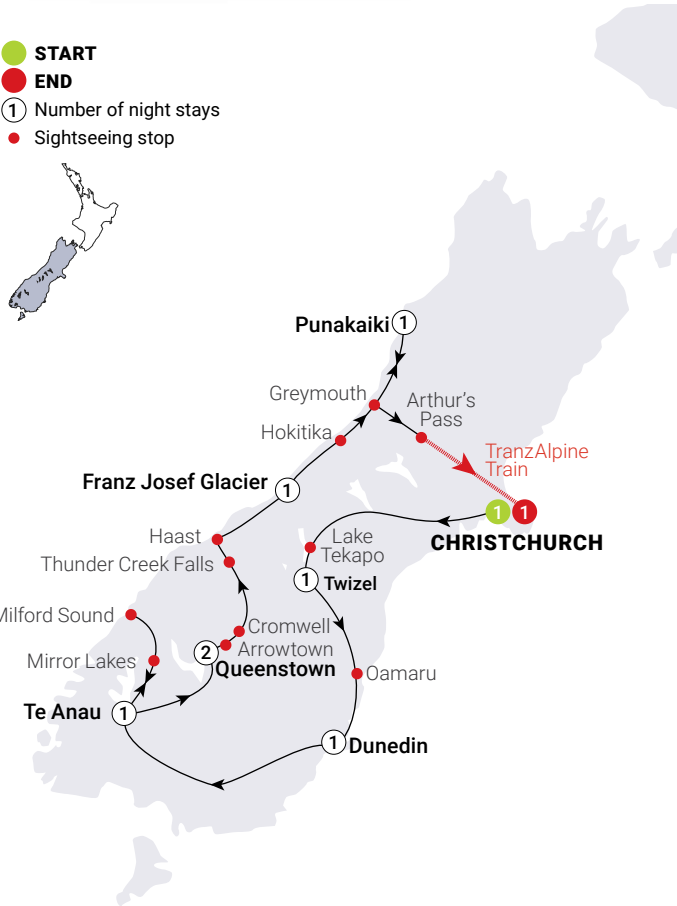 START
END
1 Number of night stays
Sightseeing stop
Punakaiki 1
Greymouth
Arthur's
Pass
Hokitika
TranzAlpine
Train
Franz Josef Glacier
1
1 1
CHRISTCHURCH
Haast
Lake
Tekapo
Thunder Creek Falls
1 Twizel
Milford Sound
Cromwell
Arrowtown
2
Mirror Lakes
Queenstown
Oamaru
Te Anau 1
1 Dunedin